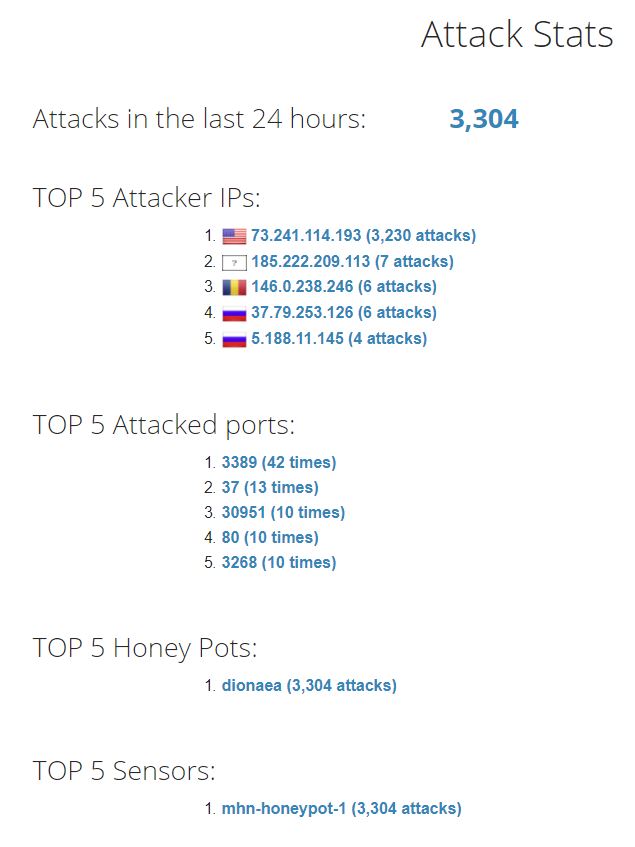 Attack Stats
Attacks in the last 24 hours: 3,304
TOP 5 Attacker IPs:
1. 73.241.114.193 (3,230 attacks)
2. ? 185.222.209.113 (7 attacks)
3. 146.0.238.246 (6 attacks)
4. 37.79.253.126 (6 attacks)
5. 5.188.11.145 (4 attacks)
TOP 5 Attacked ports:
1. 3389 (42 times)
2. 37 (13 times)
3. 30951 (10 times)
4. 80 (10 times)
5. 3268 (10 times)
TOP 5 Honey Pots:
1. dionaea (3,304 attacks)
TOP 5 Sensors:
1. mhn-honeypot-1 (3,304 attacks)